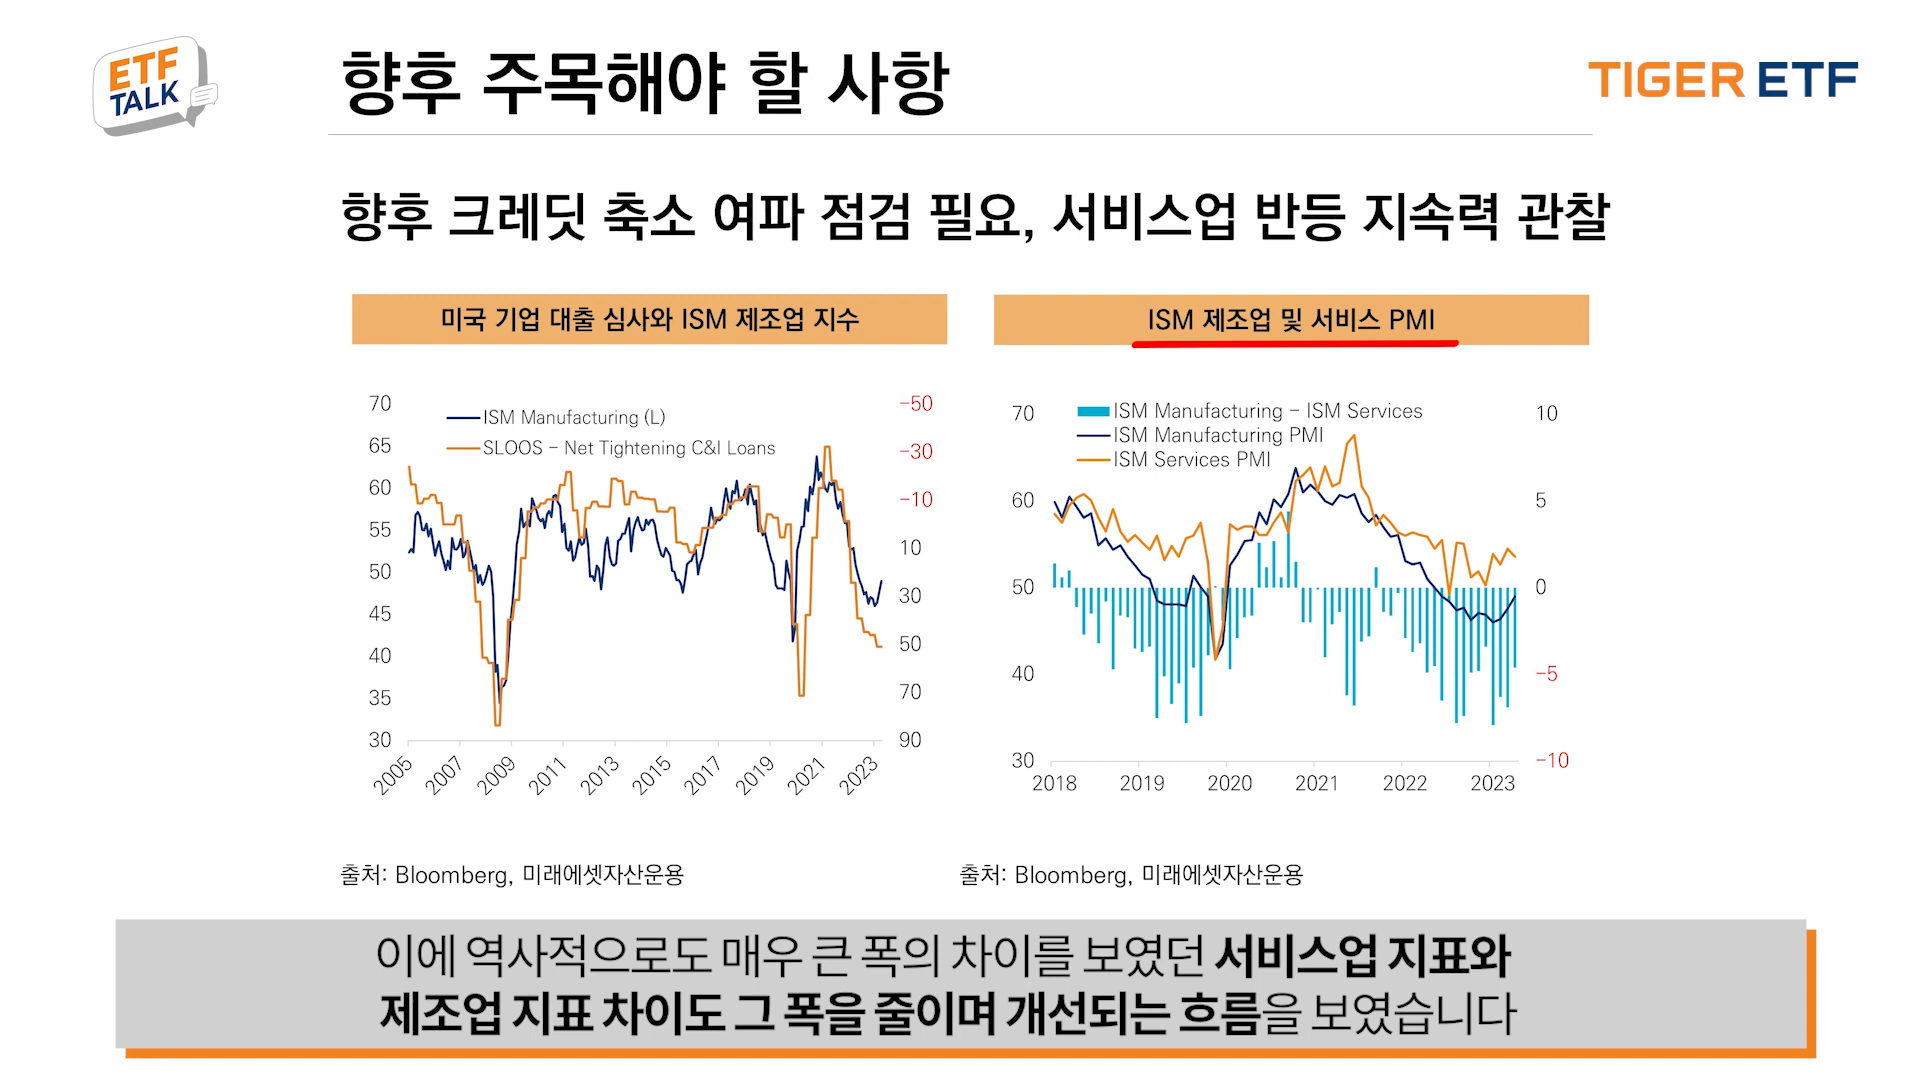 ETF
TALK
향후 주목해야 할 사항
TIGER ETF
향후 크레딧 축소 여파 점검 필요, 서비스업 반등 지속력 관찰
미국 기업 대출 심사와 ISM 제조업 지수
70
65
60
55
50
45
40
35
30
ISM Manufacturing (L)
SLOOS - Net Tightening C&I Loans
-50
-30
-10
10
30
50
70
90
2005
2007
2009
2011
2013
2015
2017
2019
2021
2023
출처: Bloomberg, 미래에셋자산운용
ISM 제조업 및 서비스 PMI
70
60
50
40
30
ISM Manufacturing - ISM Services
ISM Manufacturing PMI
ISM Services PMI
10
5
0
-5
-10
2018
2019
2020
2021
2022
2023
출처: Bloomberg, 미래에셋자산운용
이에 역사적으로도 매우 큰 폭의 차이를 보였던 서비스업 지표와
제조업 지표 차이도 그 폭을 줄이며 개선되는 흐름을 보였습니다